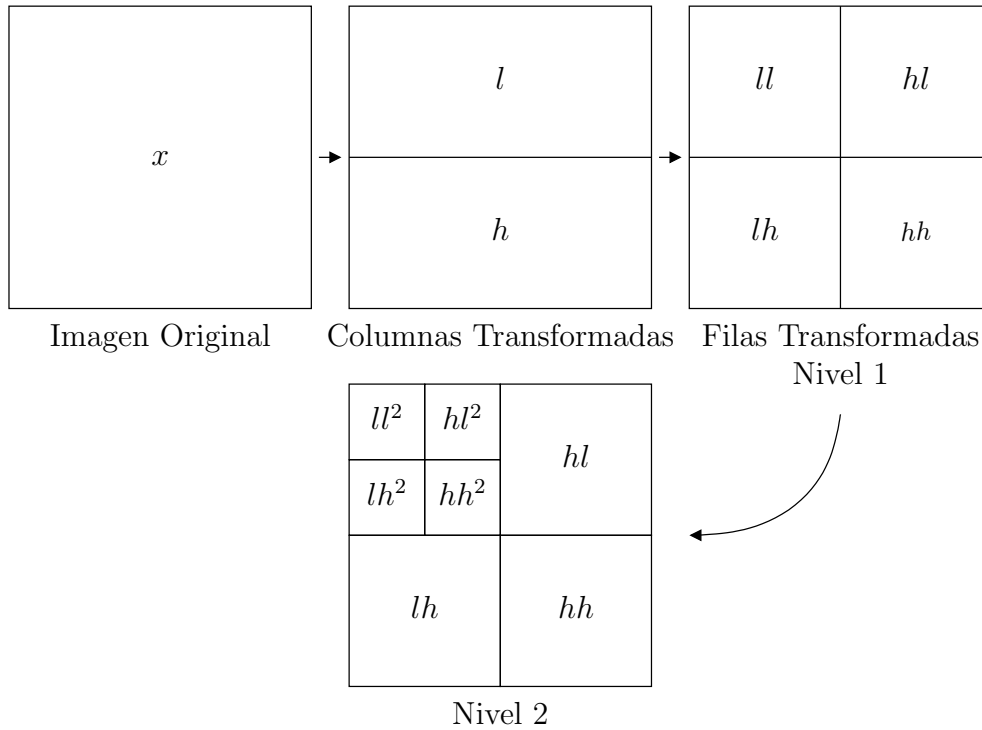 x
l
h
ll hl
lh hh
Imagen Original Columnas Transformadas Filas Transformadas
Nivel 1
ll² hl²
hl
lh² hh²
lh hh
Nivel 2